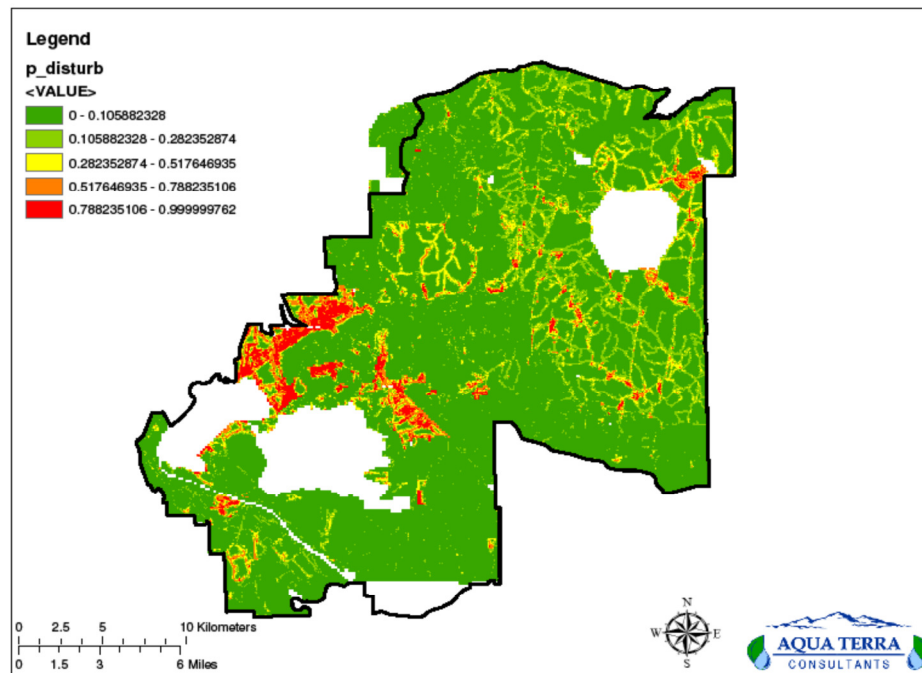 Legend
p_disturb
<VALUE>
0 - 0.105882328
0.105882328 - 0.282352874
0.282352874 - 0.517646935
0.517646935 - 0.788235106
0.788235106 - 0.999999762
0 2.5 5 10 Kilometers
0 1.5 3 6 Miles
N
W E
S
AQUA TERRA
CONSULTANTS